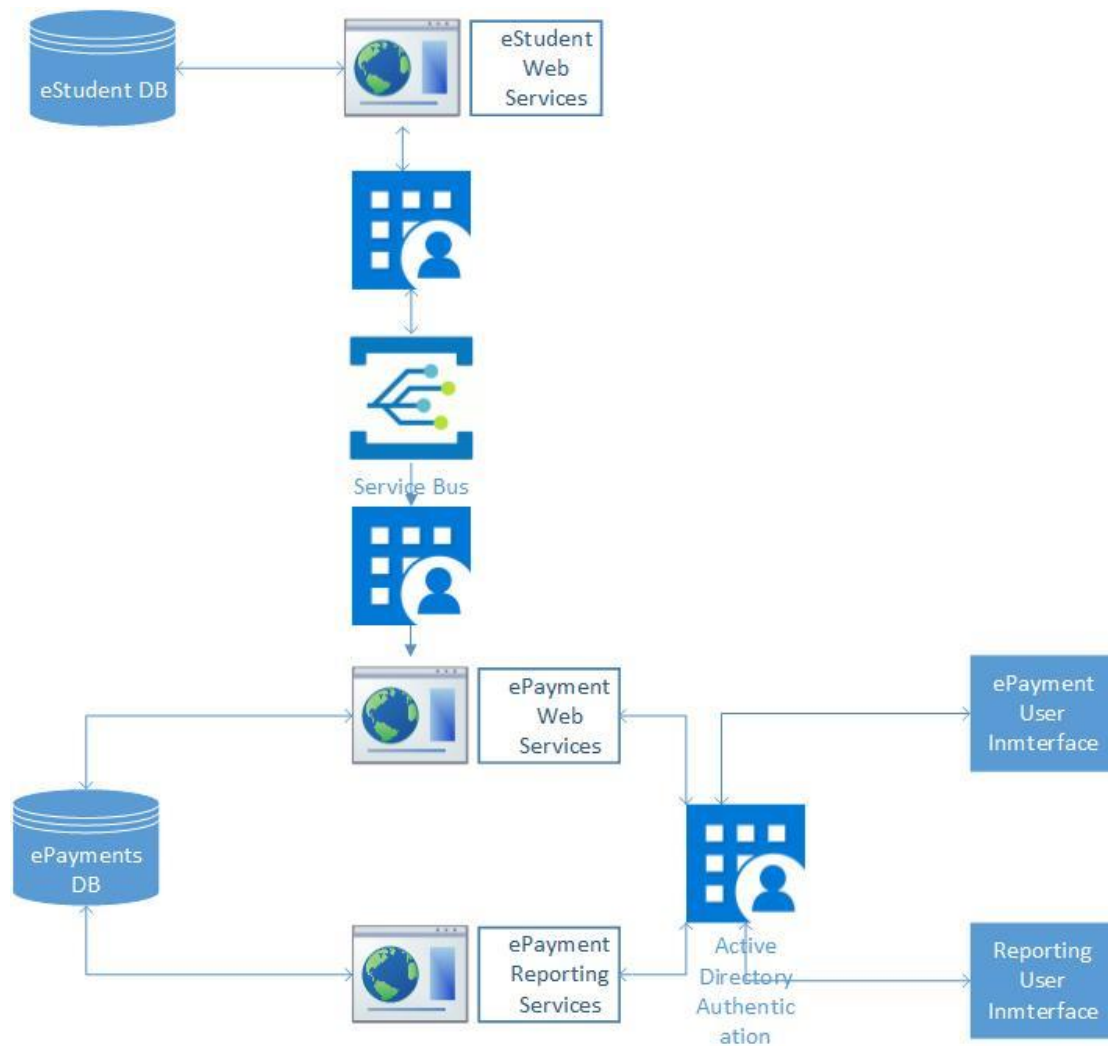 eStudent DB
eStudent
Web
Services
Service Bus
ePayment
Web
Services
ePayment
User
Inmterface
ePayments
DB
ePayment
Reporting
Services
Active
Directory
Authentic
ation
Reporting
User
Inmterface